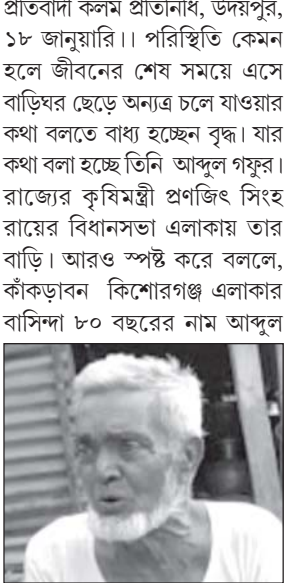 প্রতিবাদী কলম প্রতিনিধি, উদয়পুর,
১৮ জানুয়ারি।। পরিস্থিতি কেমন
হলে জীবনের শেষ সময়ে এসে
বাড়িঘর ছেড়ে অন্যত্র চলে যাওয়ার
কথা বলতে বাধ্য হচ্ছেন বৃদ্ধ। যার
কথা বলা হচ্ছে তিনি আব্দুল গফুর।
রাজ্যের কৃষিমন্ত্রী প্রণজিৎ সিংহ
রায়ের বিধানসভা এলাকায় তার
বাড়ি। আরও স্পষ্ট করে বললে,
কাঁকড়াবন কিশোরগঞ্জ এলাকার
বাসিন্দা ৮০ বছরের নাম আব্দুল